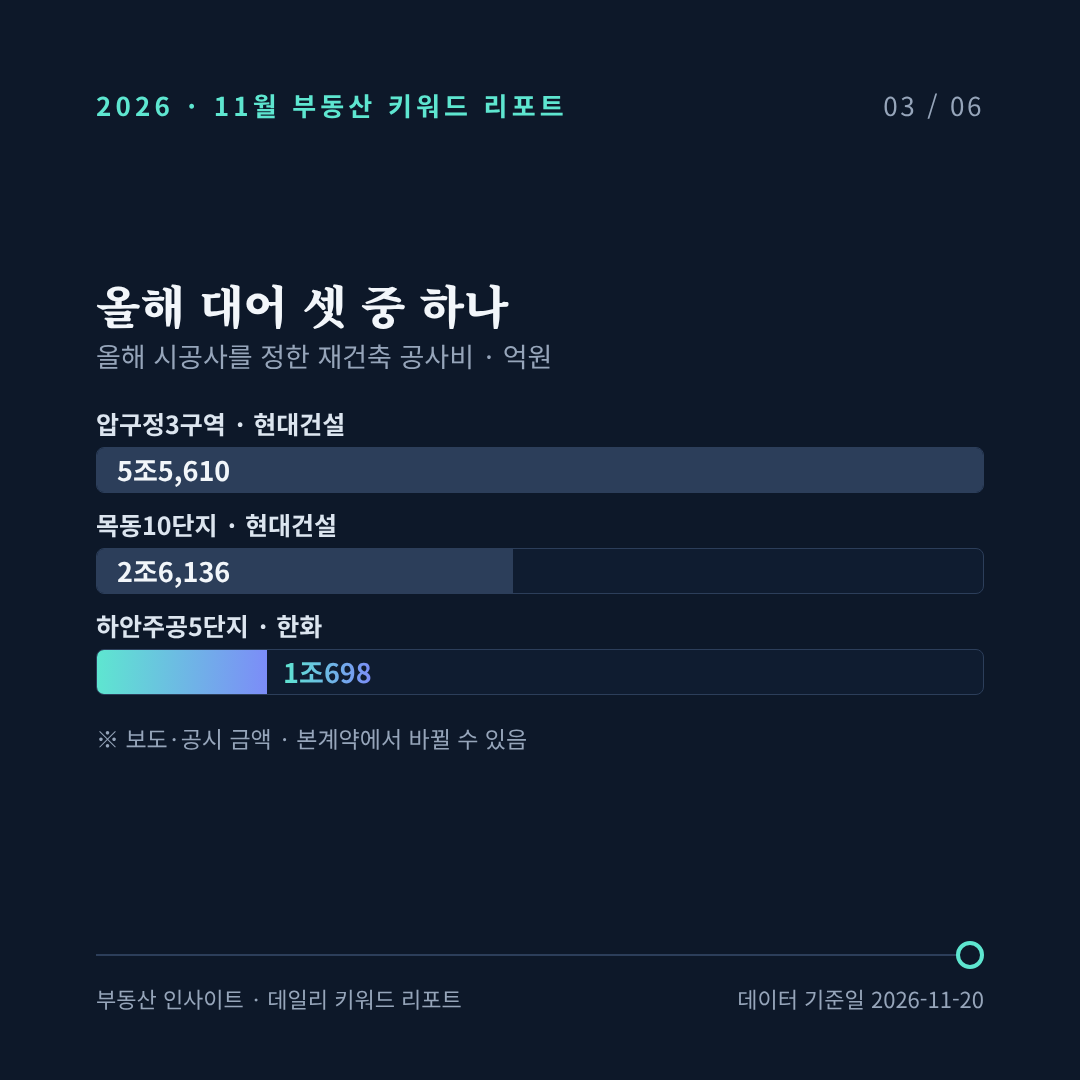 2026 · 11월 부동산 키워드 리포트
03 / 06
올해 대어 셋 중 하나
올해 시공사를 정한 재건축 공사비 · 억원
압구정3구역 · 현대건설
5조5,610
목동10단지 · 현대건설
2조6,136
하안주공5단지 · 한화
1조698
※ 보도·공시 금액 · 본계약에서 바뀔 수 있음
부동산 인사이트 · 데일리 키워드 리포트
데이터 기준일 2026-11-20